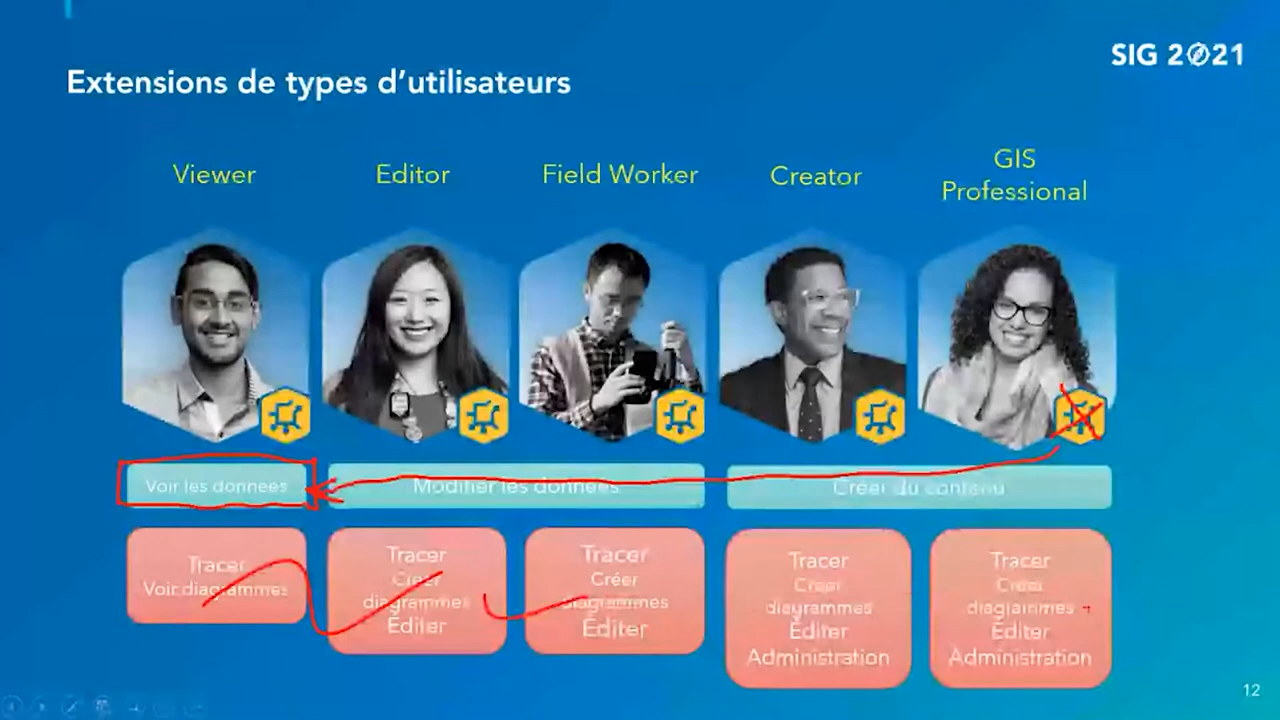 SIG 2021
Extensions de types d'utilisateurs
Viewer
Editor
Field Worker
Creator
GIS
Professional
Voir les données
Modifier les données
Créer du contenu
Tracer
Voir diagrammes
Tracer
Créer
diagrammes
Éditer
Tracer
Créer
diagrammes
Éditer
Tracer
Créer
diagrammes
Éditer
Administration
Tracer
Créer
diagrammes
Éditer
Administration
12